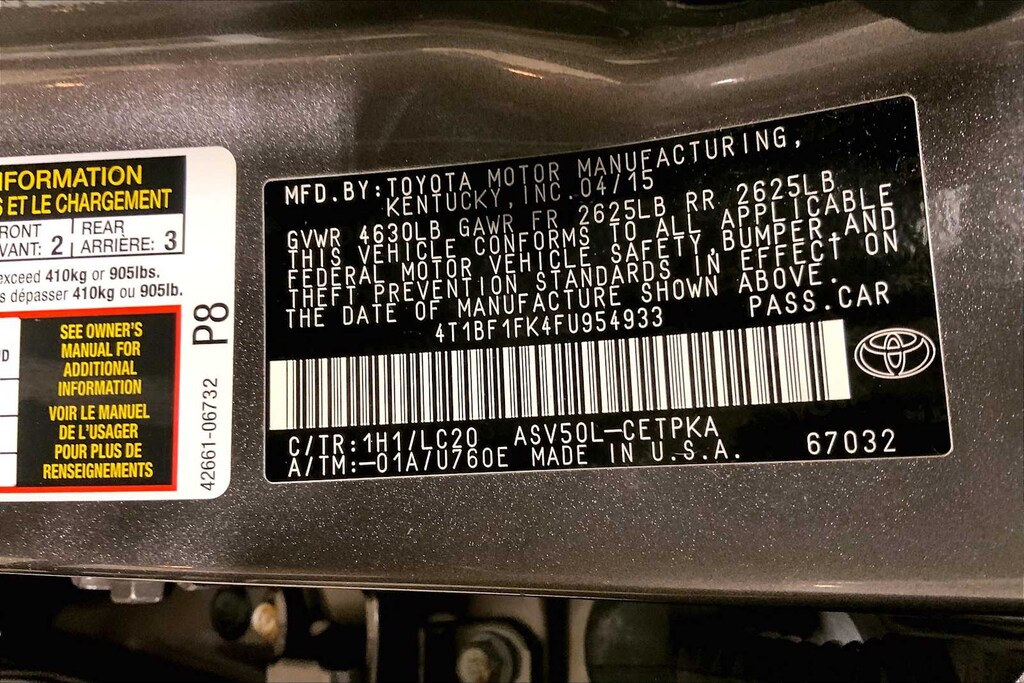 NFORMATION
S ET LE CHARGEMENT
RONT
VANT: 2
REAR
ARRIÈRE: 3
exceed 410kg or 905lbs.
s dépasser 410kg ou 905lb.
SEE OWNER'S
MANUAL FOR
ADDITIONAL
INFORMATION
VOIR LE MANUEL
DE L'USAGER
POUR PLUS DE
RENSEIGNEMENTS
P8
42661-06732
MFD.BY:TOYOTA MOTOR MANUFACTURING,
KENTUCKY, INC. 04/15
GVWR 4630LB GAWR FR 2625LB RR 2625LB
THIS VEHICLE CONFORMS TO ALL APPLICABLE
FEDERAL MOTOR VEHICLE SAFETY,BUMPER,AND
THEFT PREVENTION STANDARDS IN EFFECT ON
THE DATE OF MANUFACTURE SHOWN ABOVE.
PASS.CAR
4T1BF1FK4FU954933
C/TR:1H1/LC20 ASV50L-CETPKA
A/TM:-01A/U760E MADE IN U.S.A. 67032